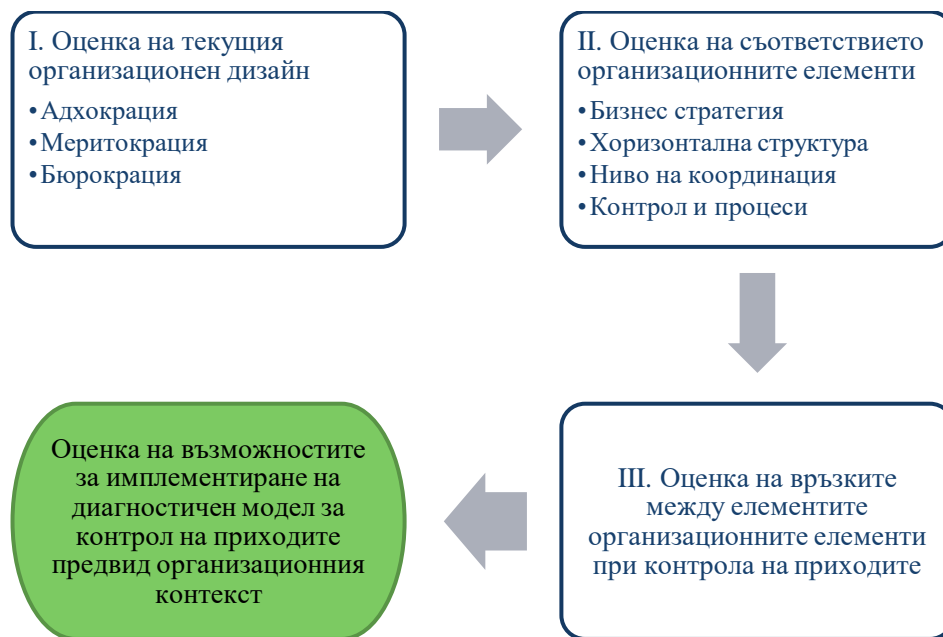 I. Оценка на текущия
организационен дизайн
•Адхокрация
•Меритокрация
•Бюрокрация
II. Оценка на съответствието
организационните елементи
•Бизнес стратегия
•Хоризонтална структура
•Ниво на координация
•Контрол и процеси
Оценка на възможностите
за имплементиране на
диагностичен модел за
контрол на приходите
предвид организационния
контекст
III. Оценка на връзките
между елементите
организационните елементи
при контрола на приходите